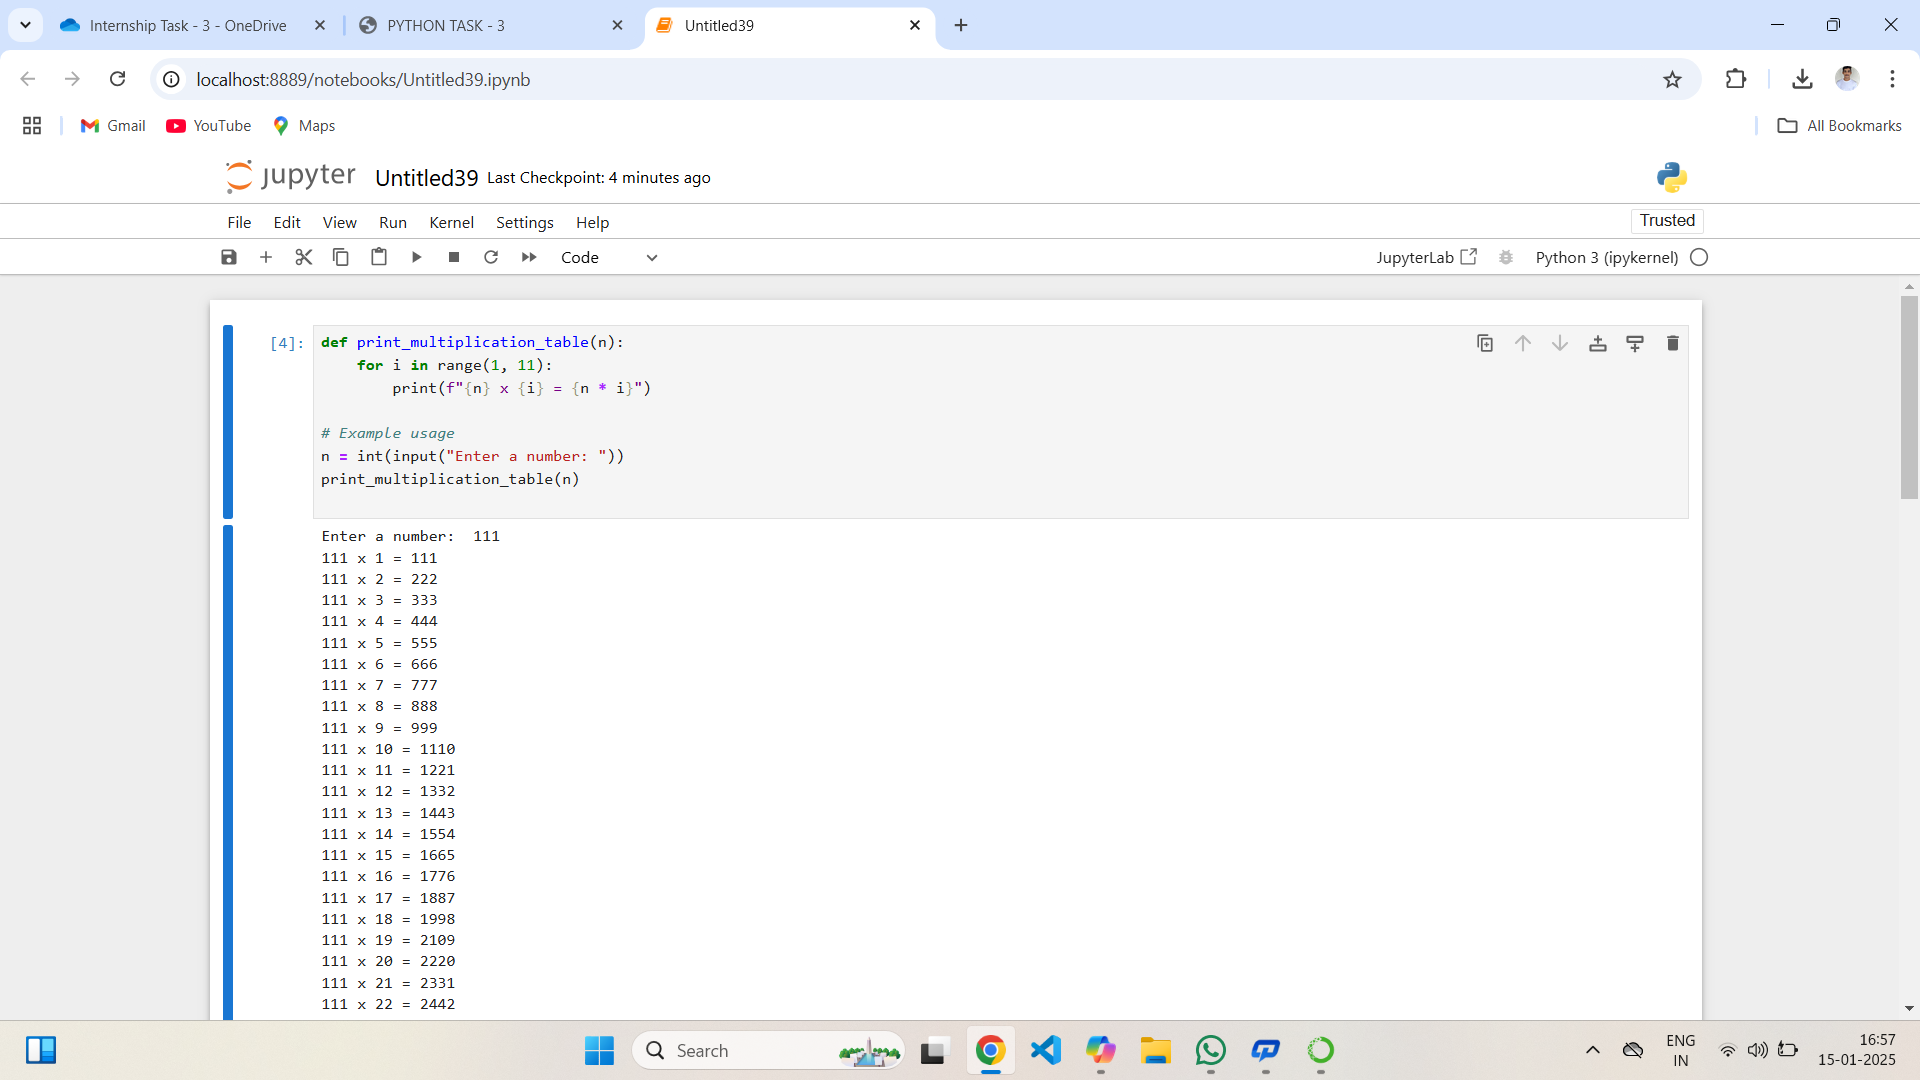 Internship Task - 3 - OneDrive
PYTHON TASK - 3
Untitled39
localhost:8889/notebooks/Untitled39.ipynb
Gmail
YouTube
Maps
All Bookmarks
jupyter
Untitled39 Last Checkpoint: 4 minutes ago
File Edit View Run Kernel Settings Help
Trusted
Code
JupyterLab
Python 3 (ipykernel)
[4]:
def print_multiplication_table(n):
    for i in range(1, 11):
        print(f"{n} x {i} = {n * i}")
# Example usage
n = int(input("Enter a number: "))
print_multiplication_table(n)
Enter a number:  111
111 x 1 = 111
111 x 2 = 222
111 x 3 = 333
111 x 4 = 444
111 x 5 = 555
111 x 6 = 666
111 x 7 = 777
111 x 8 = 888
111 x 9 = 999
111 x 10 = 1110
111 x 11 = 1221
111 x 12 = 1332
111 x 13 = 1443
111 x 14 = 1554
111 x 15 = 1665
111 x 16 = 1776
111 x 17 = 1887
111 x 18 = 1998
111 x 19 = 2109
111 x 20 = 2220
111 x 21 = 2331
111 x 22 = 2442
Search
ENG
IN
16:57
15-01-2025